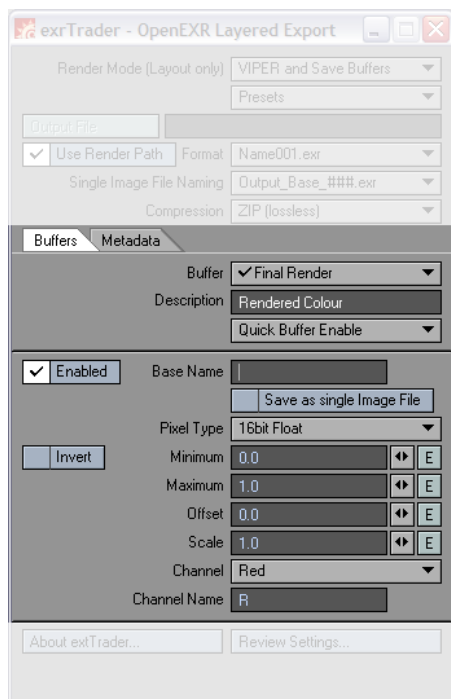 exrTrader - OpenEXR Layered Export
Render Mode (Layout only) VIPER and Save Buffers
Presets
Output File
Use Render Path Format Name001.exr
Single Image File Naming Output_Base_###.exr
Compression ZIP (lossless)
Buffers Metadata
Buffer Final Render
Description Rendered Colour
Quick Buffer Enable
Enabled Base Name
Save as single Image File
Pixel Type 16bit Float
Invert Minimum 0.0 E
Maximum 1.0 E
Offset 0.0 E
Scale 1.0 E
Channel Red
Channel Name R
About extTrader... Review Settings...